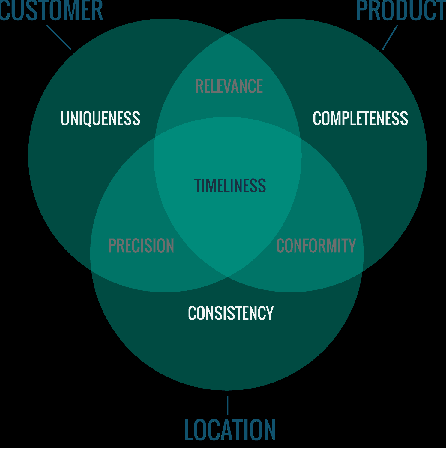 CUSTOMER
PRODUCT
RELEVANCE
UNIQUENESS
COMPLETENESS
TIMELINESS
PRECISION
CONFORMITY
CONSISTENCY
LOCATION